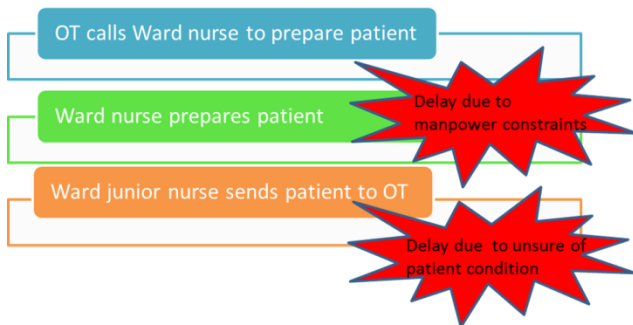 OT calls Ward nurse to prepare patient
Delay due to
manpower constraints
Ward nurse prepares patient
Ward junior nurse sends patient to OT
Delay due to unsure of
patient condition